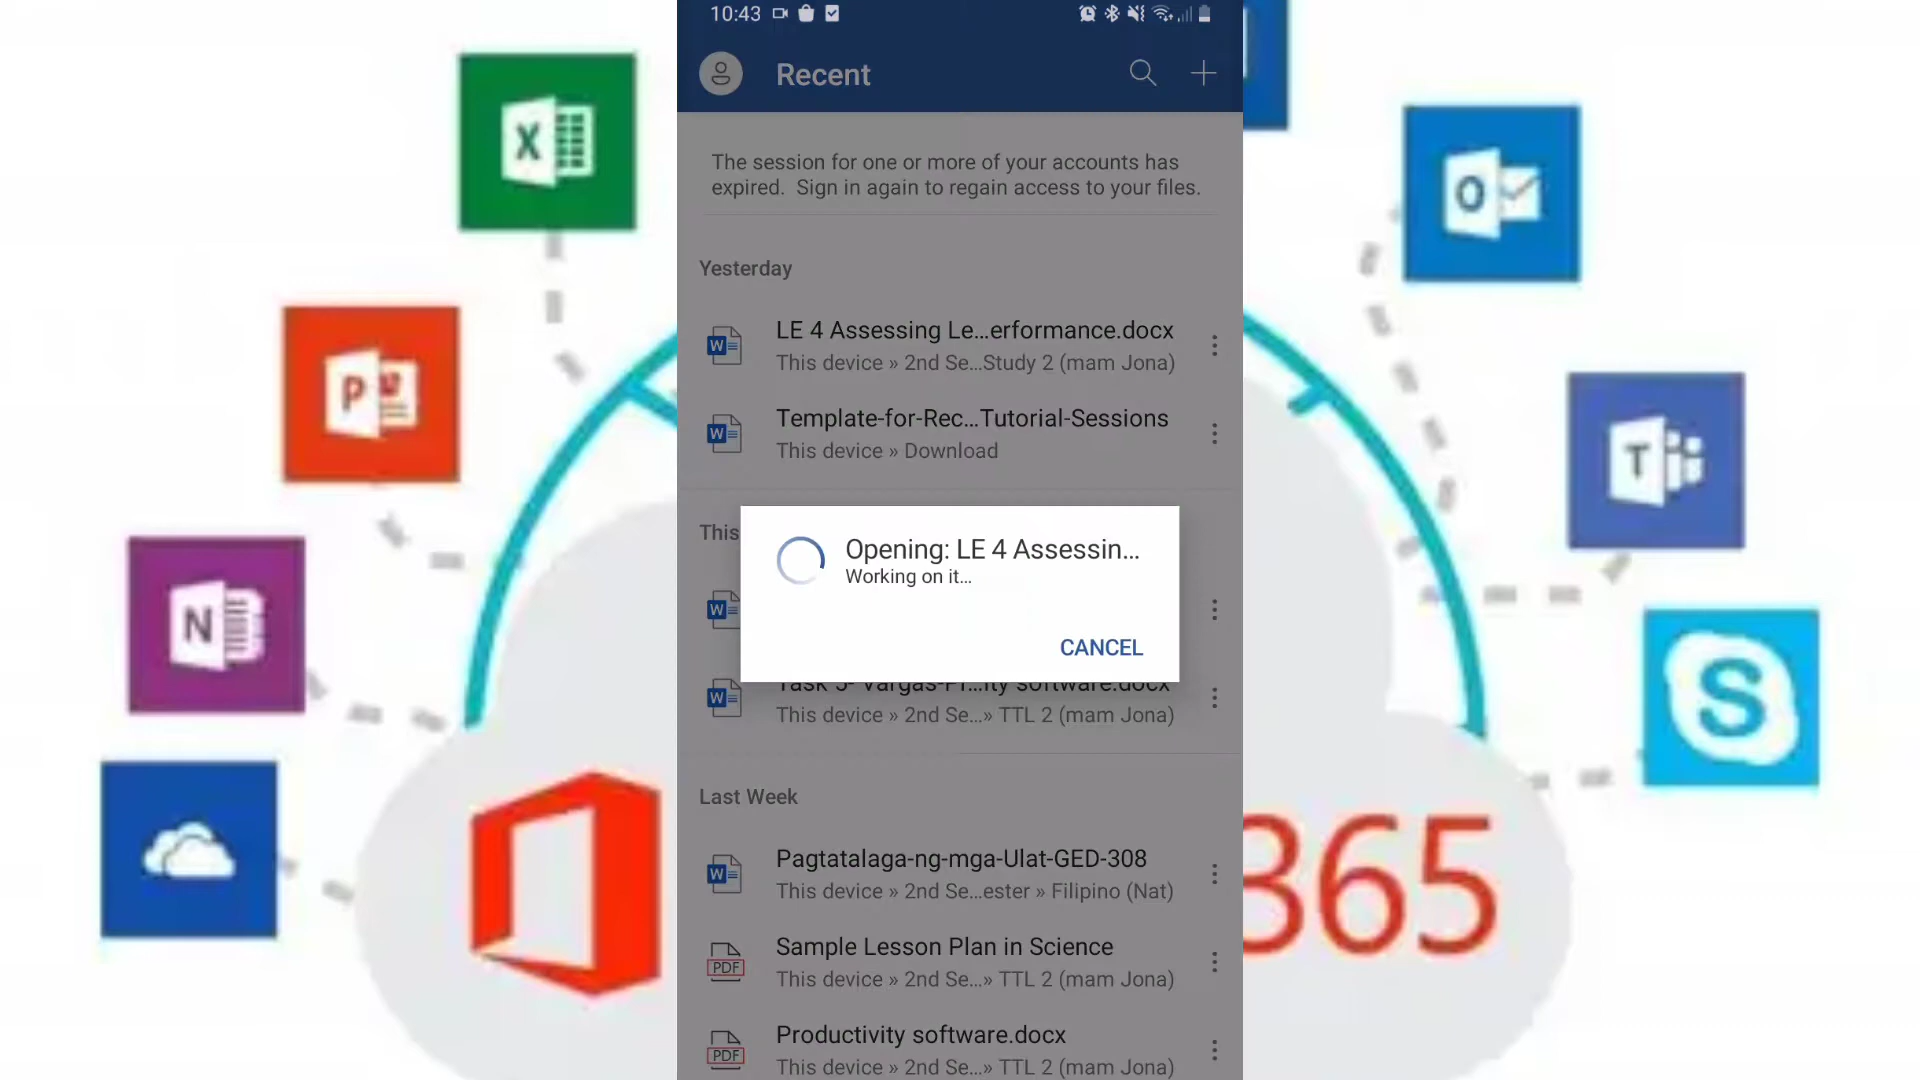 10:43
Recent
The session for one or more of your accounts has
expired.  Sign in again to regain access to your files.
Yesterday
LE 4 Assessing Le...erformance.docx
This device » 2nd Se...Study 2 (mam Jona)
Template-for-Rec...Tutorial-Sessions
This device » Download
This
Opening: LE 4 Assessin...
Working on it...
CANCEL
This device » 2nd Se...» TTL 2 (mam Jona)
Last Week
Pagtatalaga-ng-mga-Ulat-GED-308
This device » 2nd Se...ester » Filipino (Nat)
PDF
Sample Lesson Plan in Science
This device » 2nd Se...» TTL 2 (mam Jona)
PDF
Productivity software.docx
This device » 2nd Se...» TTL 2 (mam Jona)
W
W
W
W
W
X
P
N
O
T
S
365